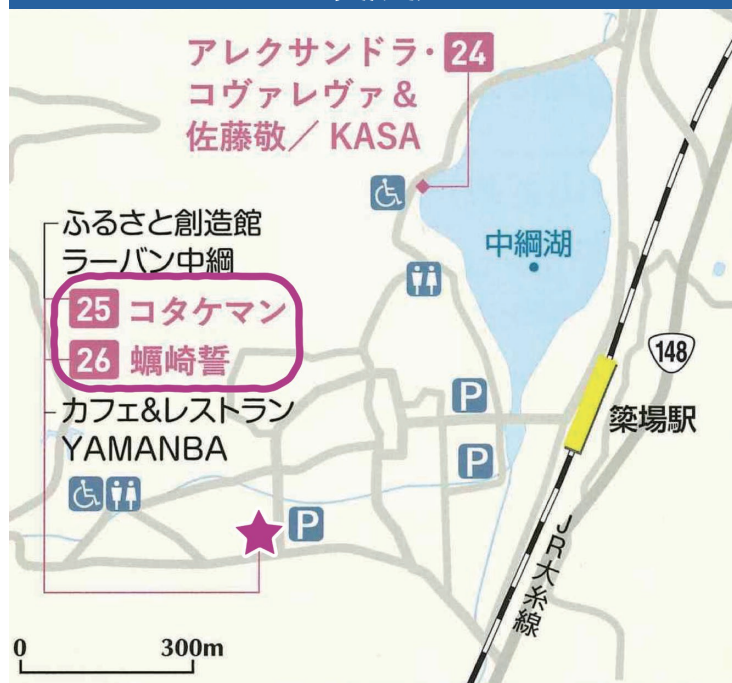 アレクサンドラ・ 24
コヴァレヴァ＆
佐藤敬／ KASA
ふるさと創造館
ラーバン中綱
25 コタケマン
26 蠣崎誓
カフェ&レストラン
YAMANBA
中綱湖
148
簗場駅
P
P
P
JR大糸線
0 300m